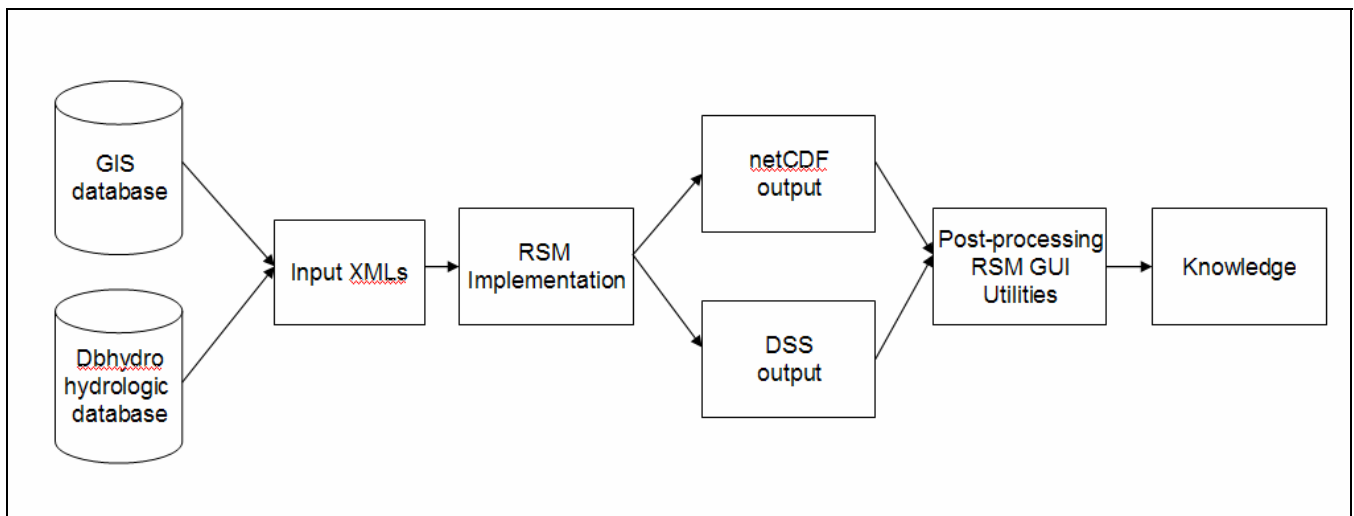 GIS
database
Dbhydro
hydrologic
database
Input XMLs
RSM
Implementation
netCDF
output
DSS
output
Post-processing
RSM GUI
Utilities
Knowledge